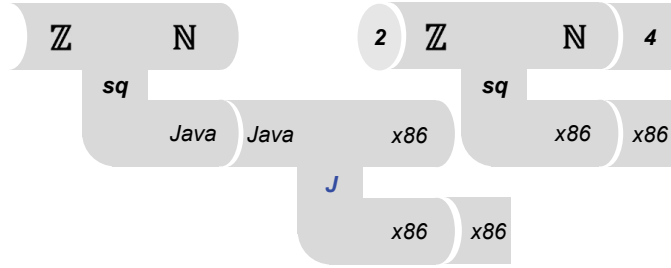 ℤ ℕ 2 ℤ ℕ 4
sq sq
Java Java x86 x86 x86
J
x86 x86